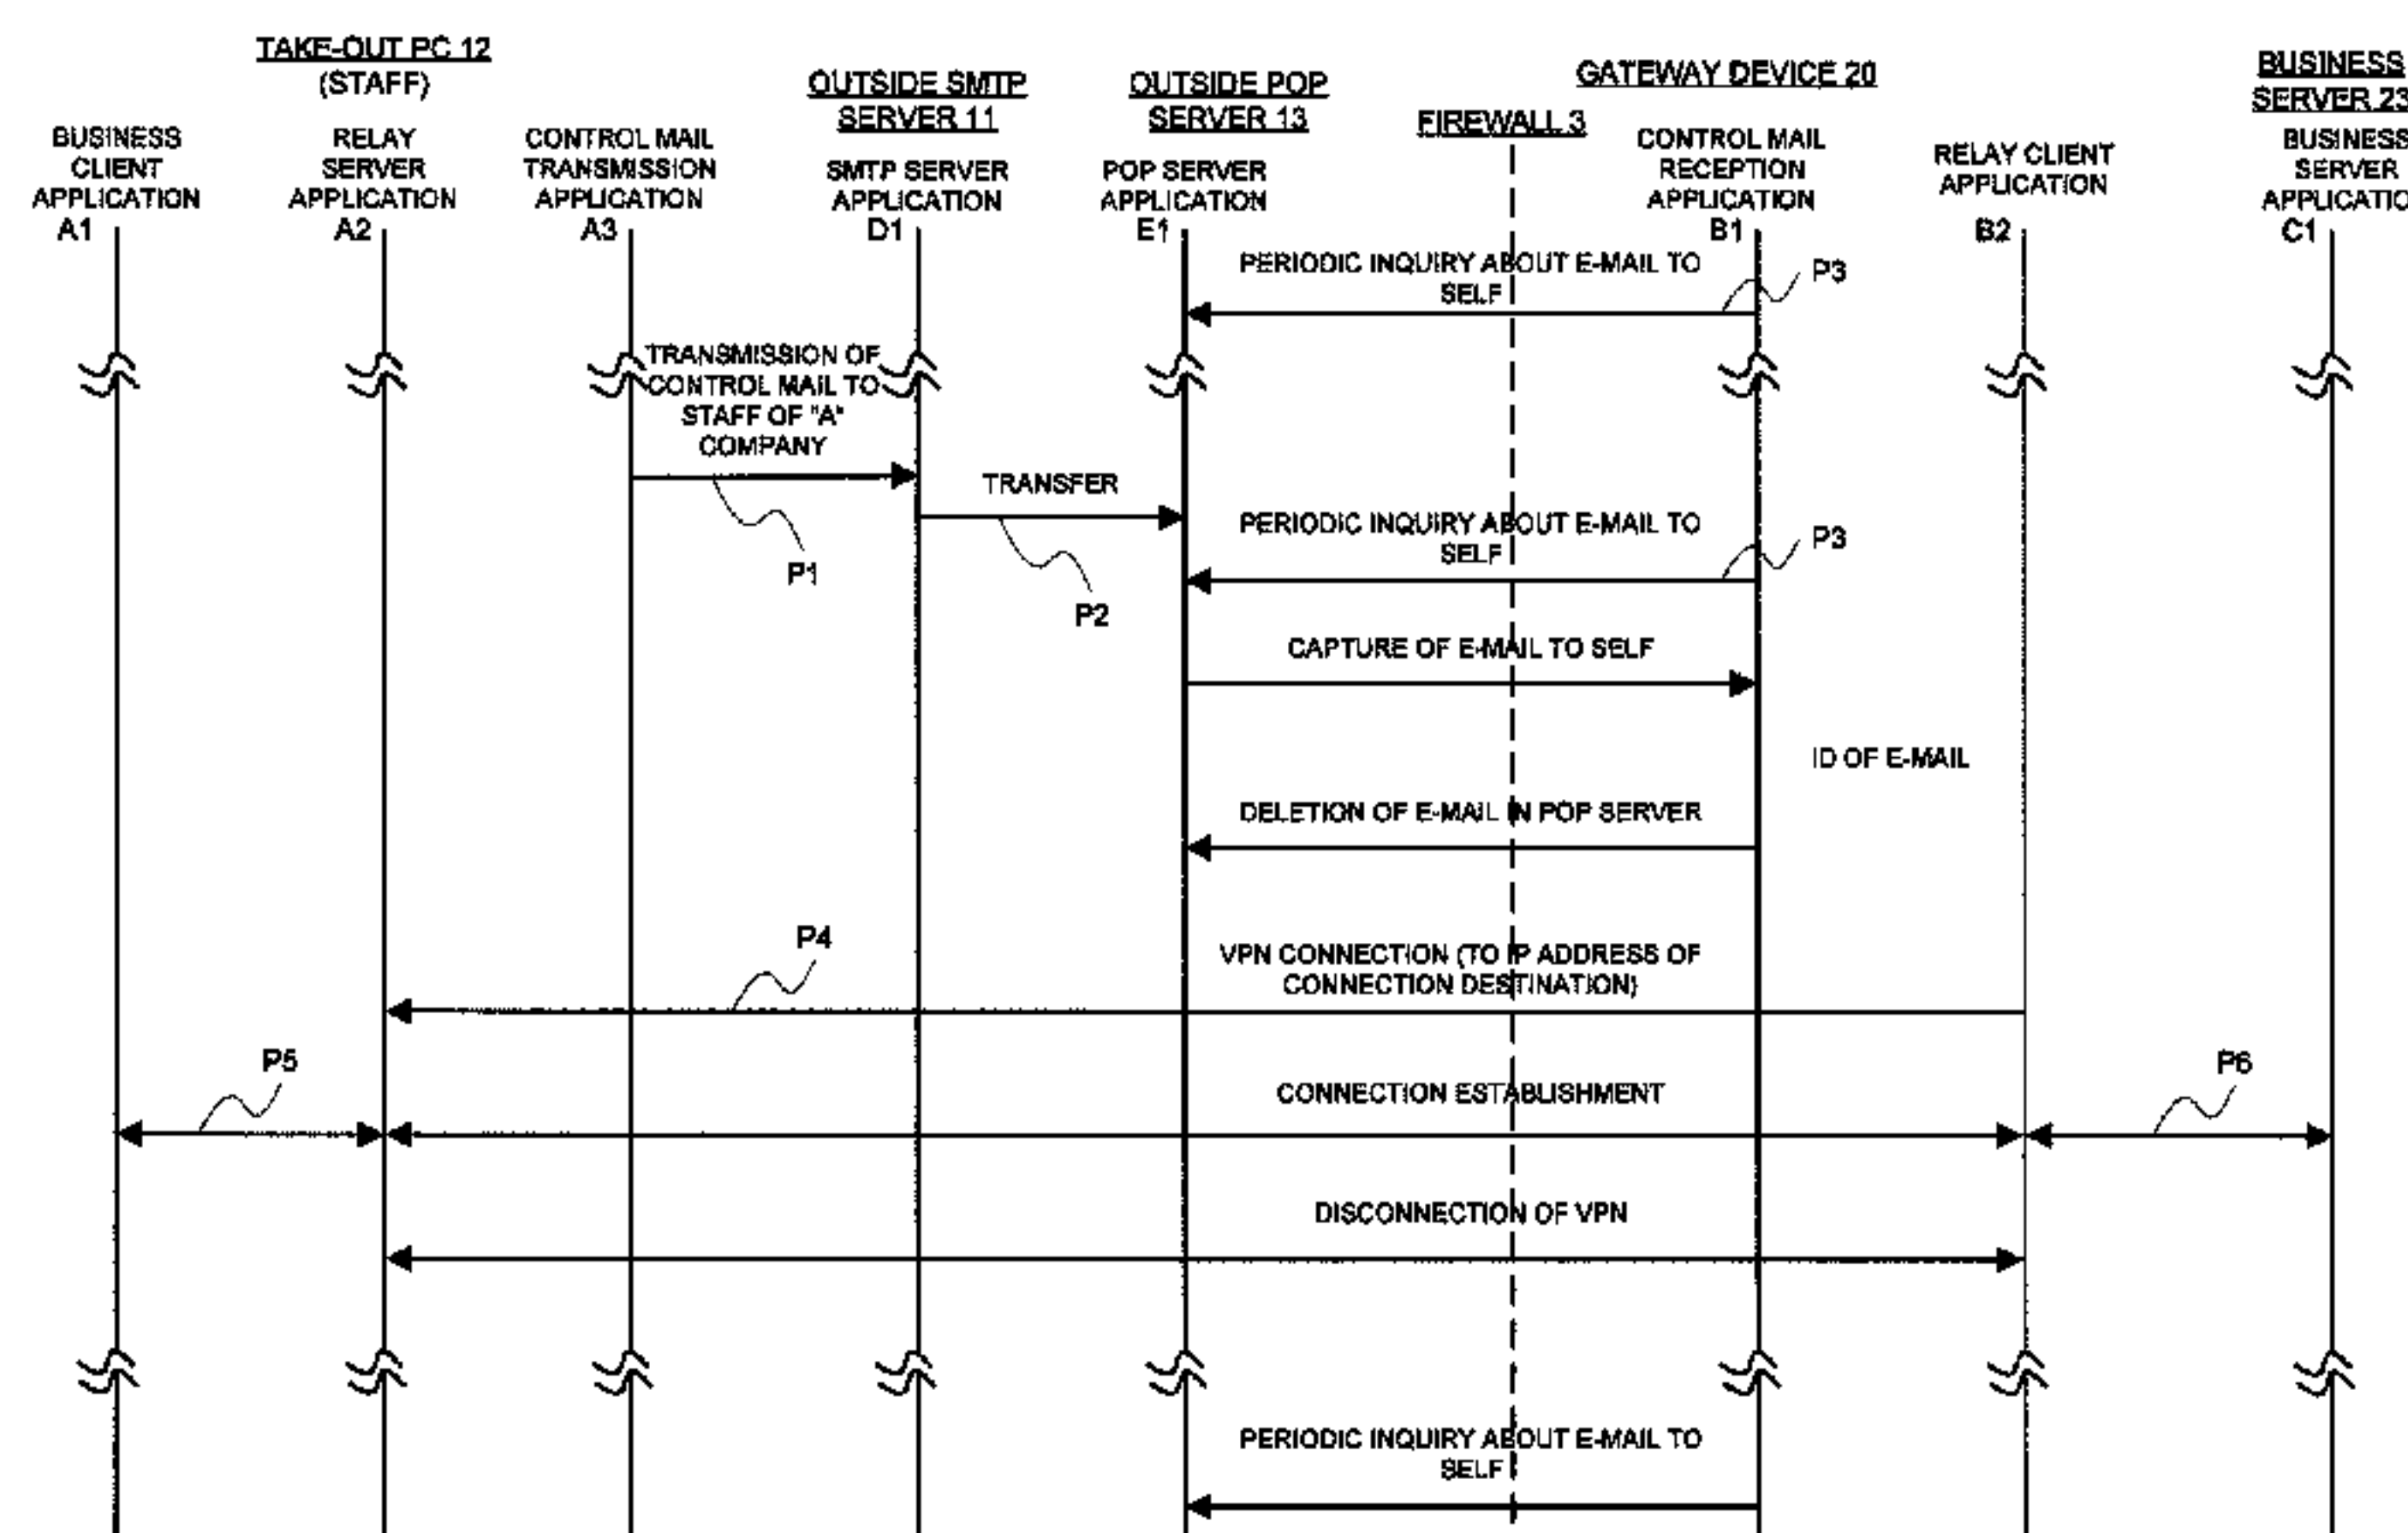 TAKE-OUT PC 12
(STAFF)
OUTSIDE SMTP
SERVER 11
OUTSIDE POP
SERVER 13
FIREWALL 3
GATEWAY DEVICE 20
BUSINESS
SERVER 23
BUSINESS
CLIENT
APPLICATION
A1
RELAY
SERVER
APPLICATION
A2
CONTROL MAIL
TRANSMISSION
APPLICATION
A3
SMTP SERVER
APPLICATION
D1
POP SERVER
APPLICATION
E1
CONTROL MAIL
RECEPTION
APPLICATION
B1
RELAY CLIENT
APPLICATION
B2
BUSINESS
SERVER
APPLICATIO
C1
PERIODIC INQUIRY ABOUT E-MAIL TO
SELF
P3
TRANSMISSION OF
CONTROL MAIL TO
STAFF OF "A"
COMPANY
P1
TRANSFER
P2
PERIODIC INQUIRY ABOUT E-MAIL TO
SELF
P3
CAPTURE OF E-MAIL TO SELF
ID OF E-MAIL
DELETION OF E-MAIL IN POP SERVER
P4
VPN CONNECTION (TO IP ADDRESS OF
CONNECTION DESTINATION)
P5
CONNECTION ESTABLISHMENT
P6
DISCONNECTION OF VPN
PERIODIC INQUIRY ABOUT E-MAIL TO
SELF